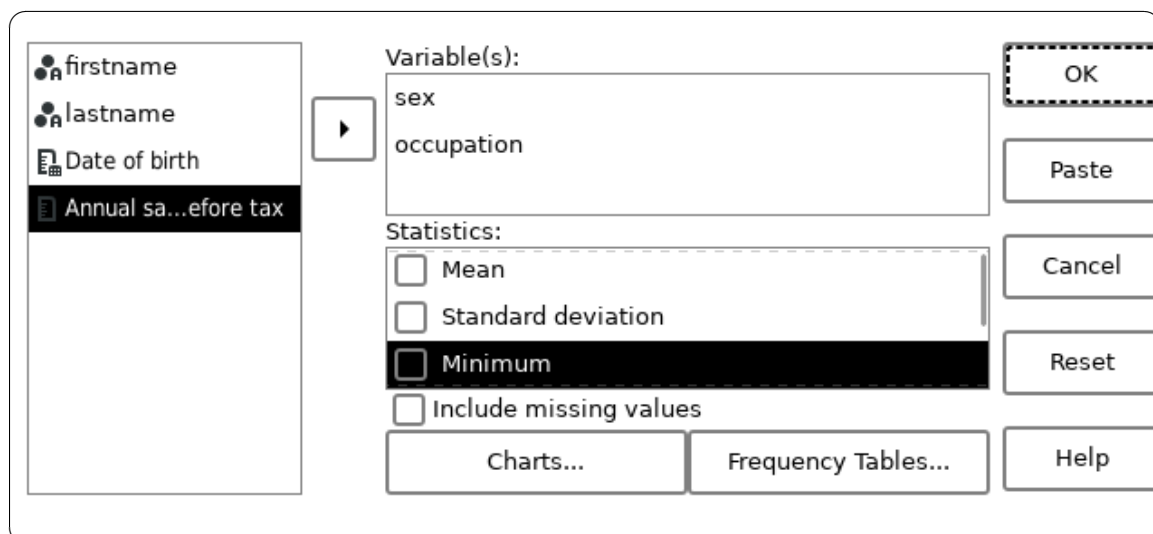 firstname
lastname
Date of birth
Annual sa...efore tax
Variable(s):
sex
occupation
Statistics:
Mean
Standard deviation
Minimum
Include missing values
Charts...
Frequency Tables...
OK
Paste
Cancel
Reset
Help